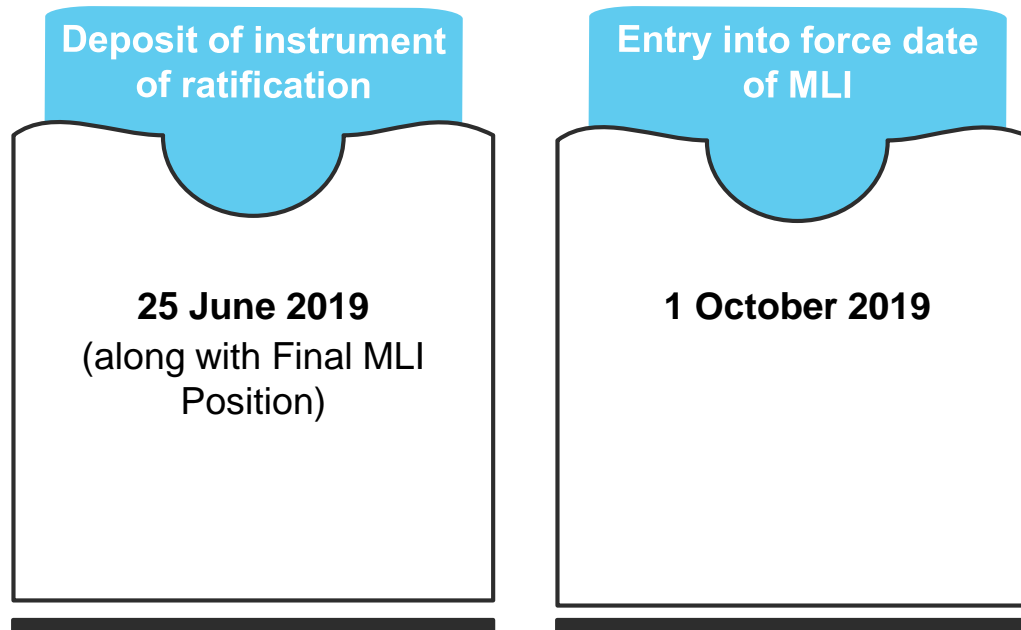 Deposit of instrument
of ratification
25 June 2019
(along with Final MLI
Position)
Entry into force date
of MLI
1 October 2019